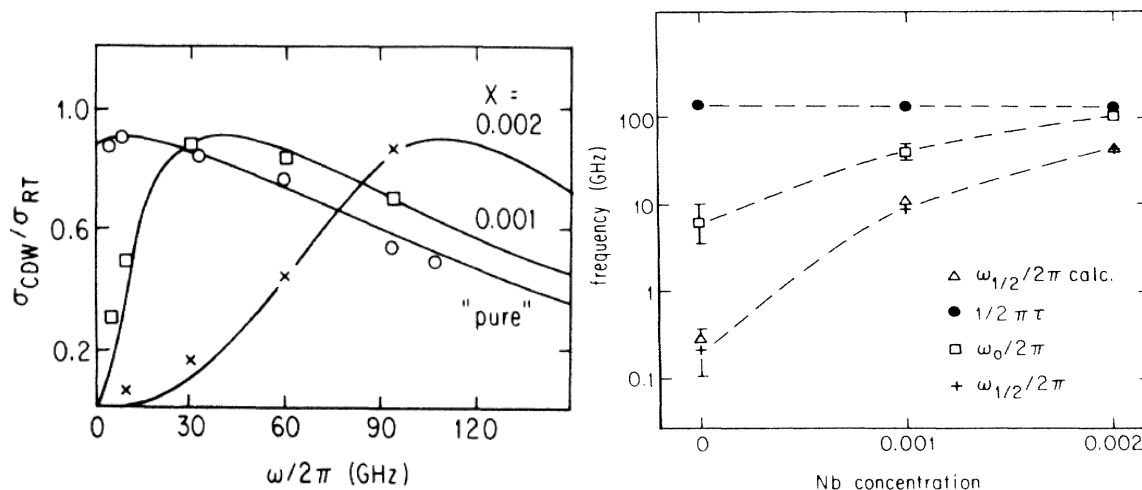 σCDW/σRT
1.0
0.6
0.2
0
30
60
90
120
ω/2π (GHz)
X =
0.002
0.001
"pure"
frequency (GHz)
100
10
1
0.1
0
0.001
0.002
Nb concentration
△ ω1/2/2π calc.
● 1/2πτ
□ ω0/2π
+ ω1/2/2π